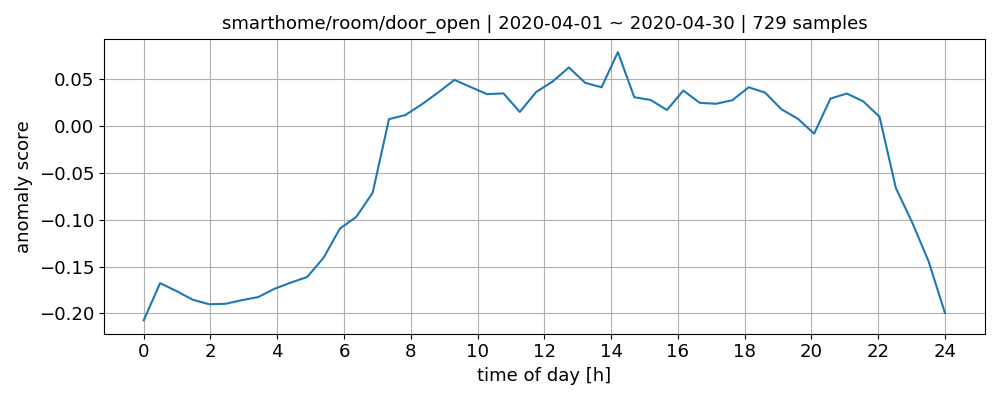 smarthome/room/door_open | 2020-04-01 ~ 2020-04-30 | 729 samples
anomaly score
0.05
0.00
−0.05
−0.10
−0.15
−0.20
0 2 4 6 8 10 12 14 16 18 20 22 24
time of day [h]